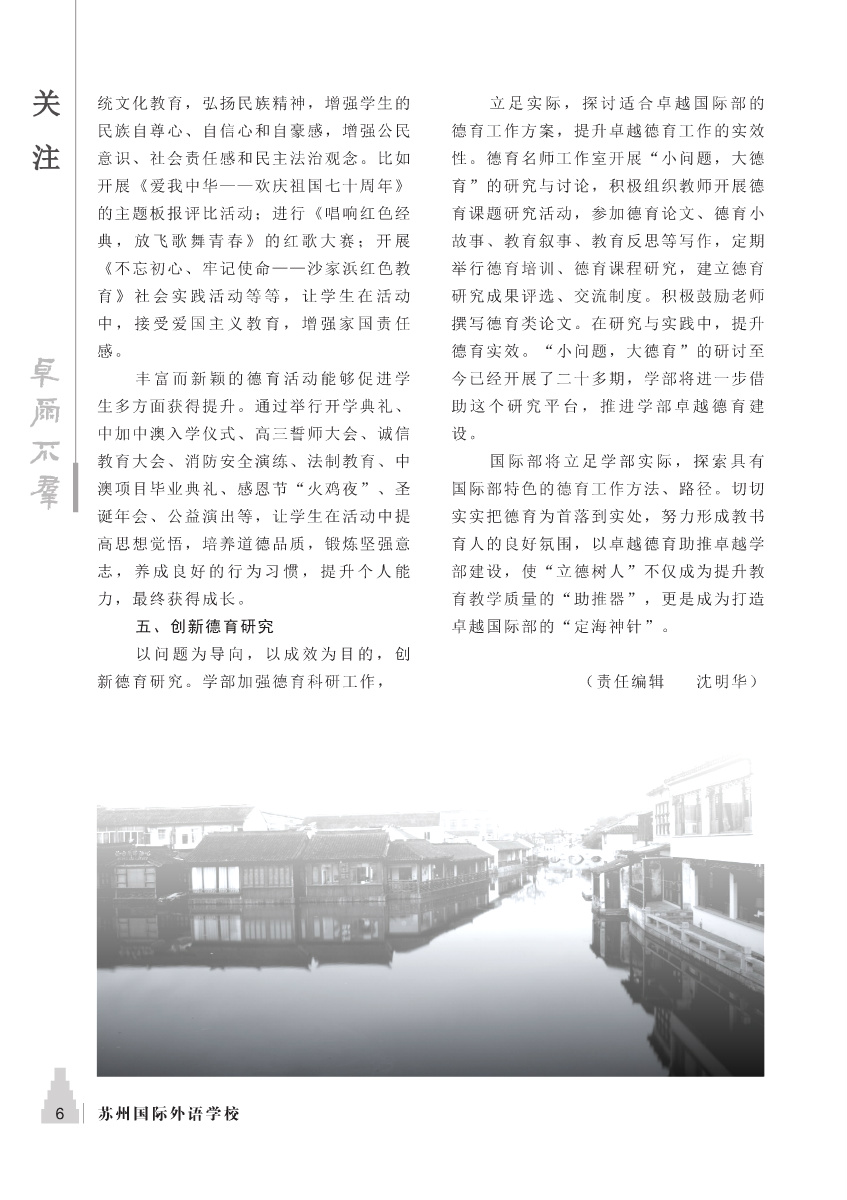 关
注
卓
尔
不
群
统文化教育，弘扬民族精神，增强学生的
民族自尊心、自信心和自豪感，增强公民
意识、社会责任感和民主法治观念。比如
开展《爱我中华——欢庆祖国七十周年》
的主题板报评比活动；进行《唱响红色经
典，放飞歌舞青春》的红歌大赛；开展
《不忘初心、牢记使命——沙家浜红色教
育》社会实践活动等等，让学生在活动
中，接受爱国主义教育，增强家国责任
感。
丰富而新颖的德育活动能够促进学
生多方面获得提升。通过举行开学典礼、
中加中澳入学仪式、高三誓师大会、诚信
教育大会、消防安全演练、法制教育、中
澳项目毕业典礼、感恩节“火鸡夜”、圣
诞年会、公益演出等，让学生在活动中提
高思想觉悟，培养道德品质，锻炼坚强意
志，养成良好的行为习惯，提升个人能
力，最终获得成长。
五、创新德育研究
以问题为导向，以成效为目的，创
新德育研究。学部加强德育科研工作，
立足实际，探讨适合卓越国际部的
德育工作方案，提升卓越德育工作的实效
性。德育名师工作室开展“小问题，大德
育”的研究与讨论，积极组织教师开展德
育课题研究活动，参加德育论文、德育小
故事、教育叙事、教育反思等写作，定期
举行德育培训、德育课程研究，建立德育
研究成果评选、交流制度。积极鼓励老师
撰写德育类论文。在研究与实践中，提升
德育实效。“小问题，大德育”的研讨至
今已经开展了二十多期，学部将进一步借
助这个研究平台，推进学部卓越德育建
设。
国际部将立足学部实际，探索具有
国际部特色的德育工作方法、路径。切切
实实把德育为首落到实处，努力形成教书
育人的良好氛围，以卓越德育助推卓越学
部建设，使“立德树人”不仅成为提升教
育教学质量的“助推器”，更是成为打造
卓越国际部的“定海神针”。
（责任编辑　沈明华）
6
苏州国际外语学校